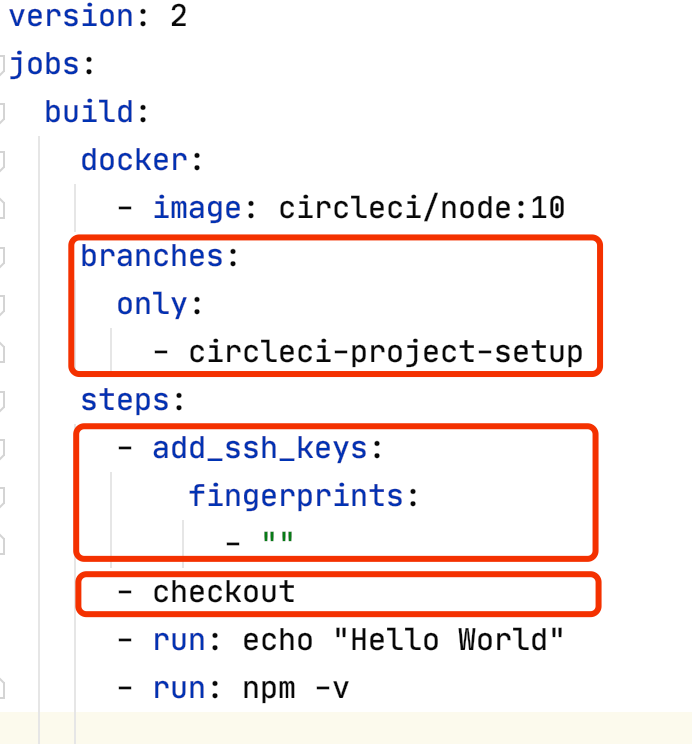 version: 2
jobs:
  build:
    docker:
      - image: circleci/node:10
    branches:
      only:
        - circleci-project-setup
    steps:
      - add_ssh_keys:
          fingerprints:
            - ""
      - checkout
      - run: echo "Hello World"
      - run: npm -v